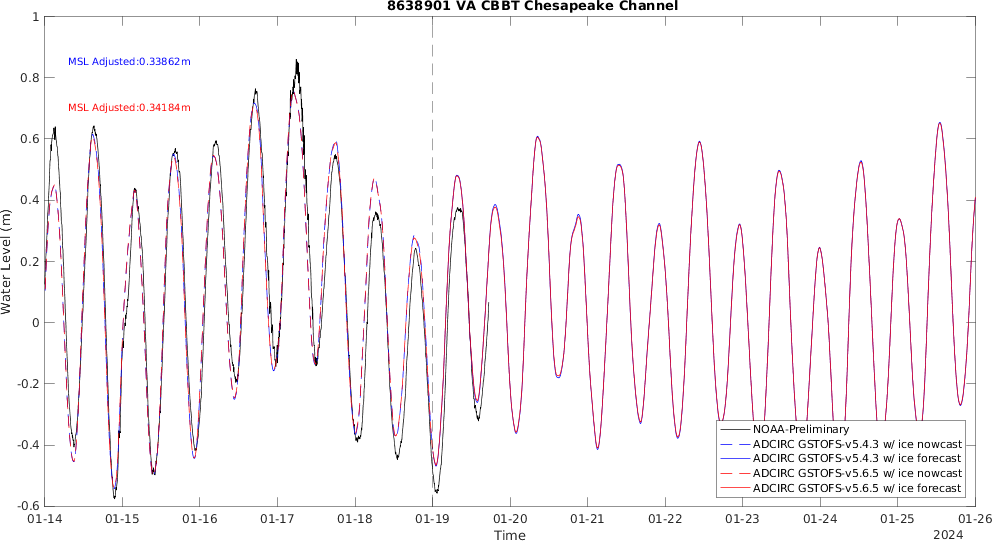 8638901 VA CBBT Chesapeake Channel
1
0.8
0.6
0.4
0.2
0
-0.2
-0.4
-0.6
Water Level (m)
MSL Adjusted:0.33862m
MSL Adjusted:0.34184m
NOAA-Preliminary
ADCIRC GSTOFS-v5.4.3 w/ ice nowcast
ADCIRC GSTOFS-v5.4.3 w/ ice forecast
ADCIRC GSTOFS-v5.6.5 w/ ice nowcast
ADCIRC GSTOFS-v5.6.5 w/ ice forecast
01-14 01-15 01-16 01-17 01-18 01-19 01-20 01-21 01-22 01-23 01-24 01-25 01-26
Time
2024